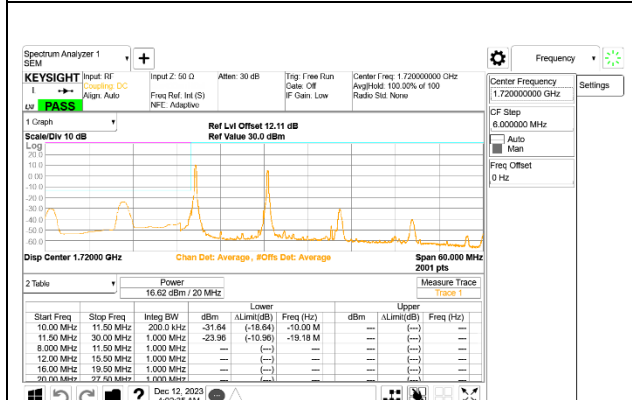 Spectrum Analyzer 1
SEM
Frequency
KEYSIGHT
Input: RF
Coupling: DC
Align: Auto
Input Z: 50 Ω
Freq Ref: Int (S)
NFE: Adaptive
Atten: 30 dB
Trig: Free Run
Gate: Off
IF Gain: Low
Center Freq: 1.720000000 GHz
Avg|Hold: 100.00% of 100
Radio Std: None
PASS
Center Frequency
1.72000000 GHz
Settings
CF Step
6.000000 MHz
Auto
Man
Freq Offset
0 Hz
1 Graph
Scale/Div 10 dB
Ref Lvl Offset 12.11 dB
Ref Value 30.0 dBm
Log
20.0
10.0
0.00
-10.0
-20.0
-30.0
-40.0
-50.0
-60.0
Disp Center 1.72000 GHz
Chan Det: Average , #Offs Det: Average
Span 60.000 MHz
2001 pts
2 Table
Power
16.62 dBm / 20 MHz
Measure Trace
Trace 1
Lower Upper
Start Freq Stop Freq Integ BW dBm ΔLimit(dB) Freq (Hz) dBm ΔLimit(dB) Freq (Hz)
10.00 MHz 11.50 MHz 200.0 kHz -31.64 (-18.64) -10.00 M --- (---) ---
11.50 MHz 30.00 MHz 1.000 MHz -23.96 (-10.96) -19.18 M --- (---) ---
8.000 MHz 11.50 MHz 1.000 MHz --- (---) --- --- (---) ---
12.00 MHz 15.50 MHz 1.000 MHz --- (---) --- --- (---) ---
16.00 MHz 19.50 MHz 1.000 MHz --- (---) --- --- (---) ---
20.00 MHz 27.50 MHz 1.000 MHz --- (---) --- --- (---) ---
Dec 12, 2023